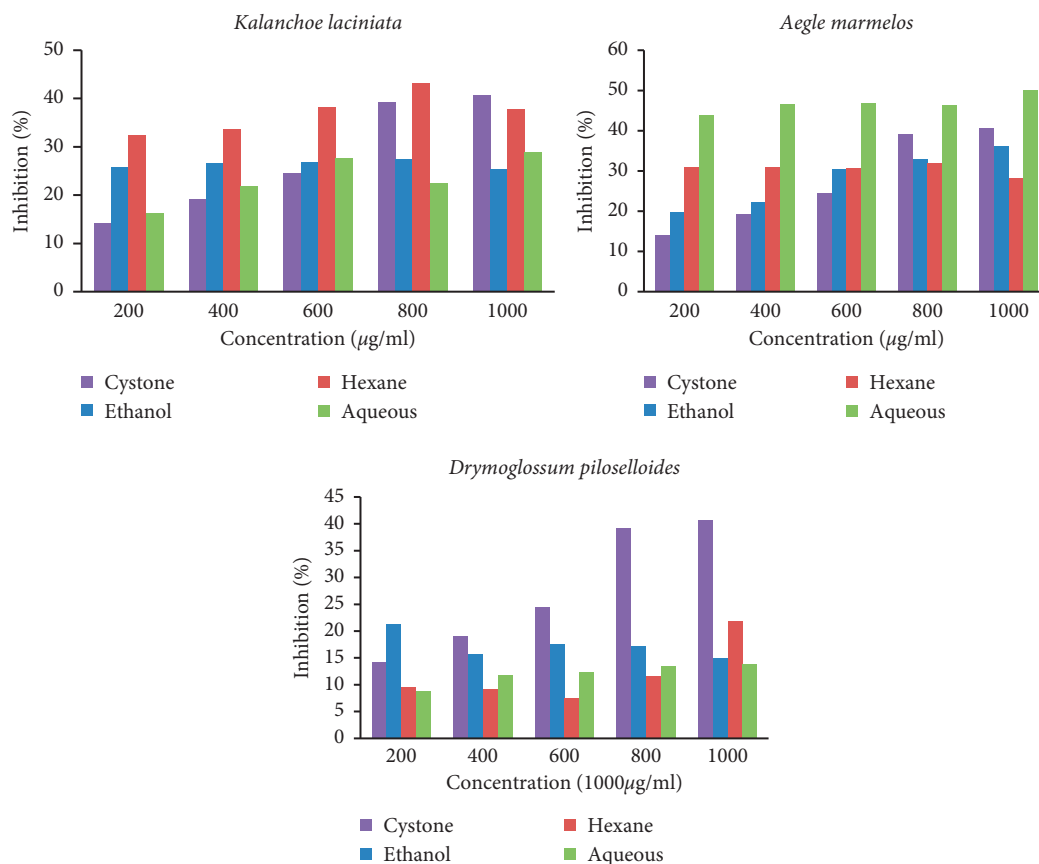 Kalanchoe laciniata
50
40
30
20
10
0
Inhibition (%)
200 400 600 800 1000
Concentration (µg/ml)
Cystone Hexane
Ethanol Aqueous
Aegle marmelos
60
50
40
30
20
10
0
Inhibition (%)
200 400 600 800 1000
Concentration (µg/ml)
Cystone Hexane
Ethanol Aqueous
Drymoglossum piloselloides
45
40
35
30
25
20
15
10
5
0
Inhibition (%)
200 400 600 800 1000
Concentration (1000µg/ml)
Cystone Hexane
Ethanol Aqueous